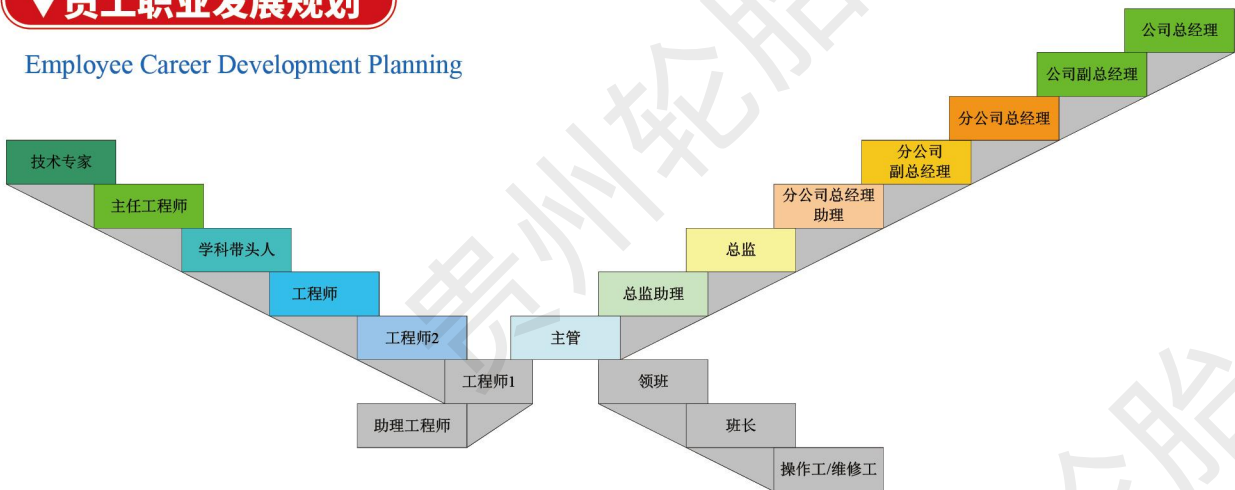 ▼员工职业发展规划
Employee Career Development Planning
公司总经理
公司副总经理
分公司总经理
分公司
副总经理
分公司总经理
助理
总监
总监助理
主管
技术专家
主任工程师
学科带头人
工程师
工程师2
工程师1
助理工程师
领班
班长
操作工/维修工
贵州轮胎
胎